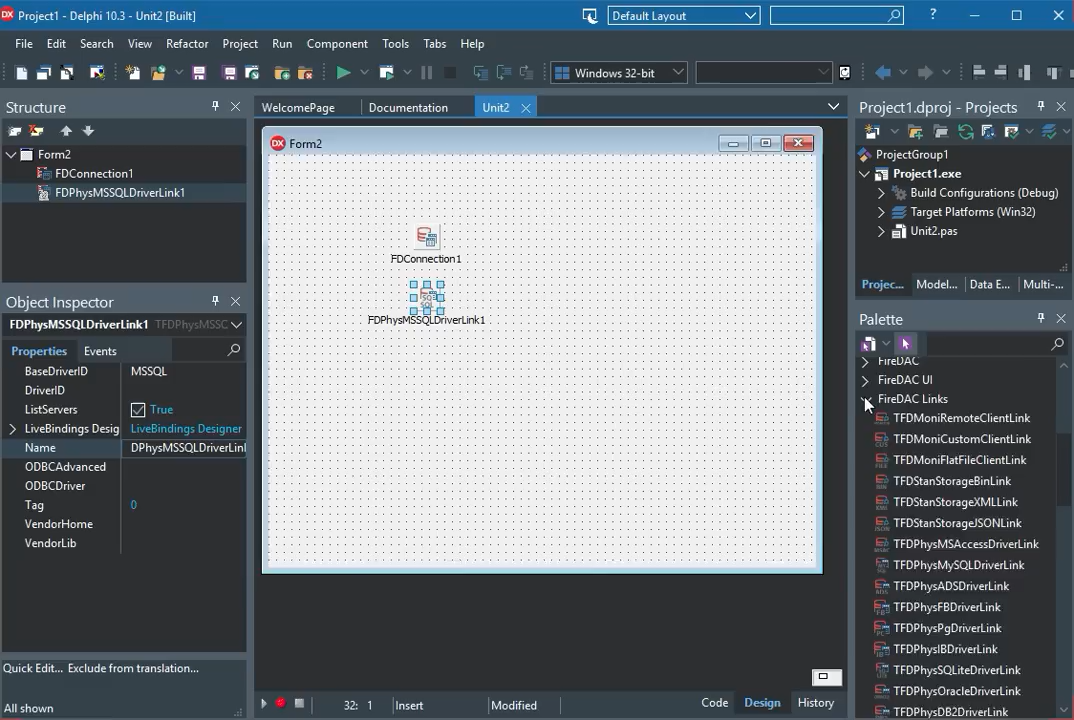 Project1 - Delphi 10.3 - Unit2 [Built]
Default Layout
File Edit Search View Refactor Project Run Component Tools Tabs Help
Windows 32-bit
Structure
Form2
FDConnection1
FDPhysMSSQLDriverLink1
Object Inspector
FDPhysMSSQLDriverLink1 TFDPhysMSSC
Properties Events
BaseDriverID MSSQL
DriverID
ListServers True
LiveBindings Desig LiveBindings Designer
Name DPhysMSSQLDriverLinl
ODBCAdvanced
ODBCDriver
Tag 0
VendorHome
VendorLib
Quick Edit... Exclude from translation...
All shown
WelcomePage Documentation Unit2
Form2
FDConnection1
FDPhysMSSQLDriverLink1
32: 1 Insert Modified Code Design History
Project1.dproj - Projects
ProjectGroup1
Project1.exe
Build Configurations (Debug)
Target Platforms (Win32)
Unit2.pas
Projec... Model... Data E... Multi-...
Palette
FireDAC
FireDAC UI
FireDAC Links
TFDMoniRemoteClientLink
TFDMoniCustomClientLink
TFDMoniFlatFileClientLink
TFDStanStorageBinLink
TFDStanStorageXMLLink
TFDStanStorageJSONLink
TFDPhysMSAccessDriverLink
TFDPhysMySQLDriverLink
TFDPhysADSDriverLink
TFDPhysFBDriverLink
TFDPhysPgDriverLink
TFDPhysIBDriverLink
TFDPhysSQLiteDriverLink
TFDPhysOracleDriverLink
TFDPhysDB2DriverLink